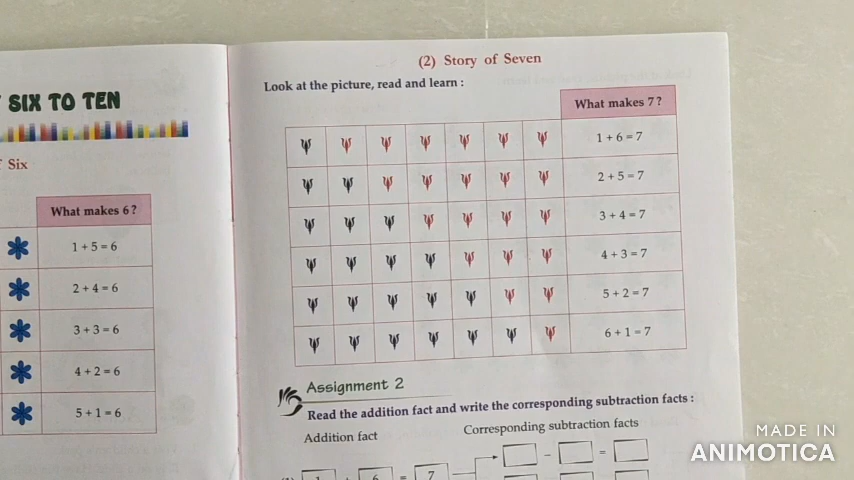 SIX TO TEN
Six
What makes 6?
1 + 5 = 6
2 + 4 = 6
3 + 3 = 6
4 + 2 = 6
5 + 1 = 6
(2) Story of Seven
Look at the picture, read and learn :
What makes 7?
1 + 6 = 7
2 + 5 = 7
3 + 4 = 7
4 + 3 = 7
5 + 2 = 7
6 + 1 = 7
Assignment 2
Read the addition fact and write the corresponding subtraction facts :
Addition fact
Corresponding subtraction facts
- =
1 + 6 = 7
MADE IN
ANIMOTICA